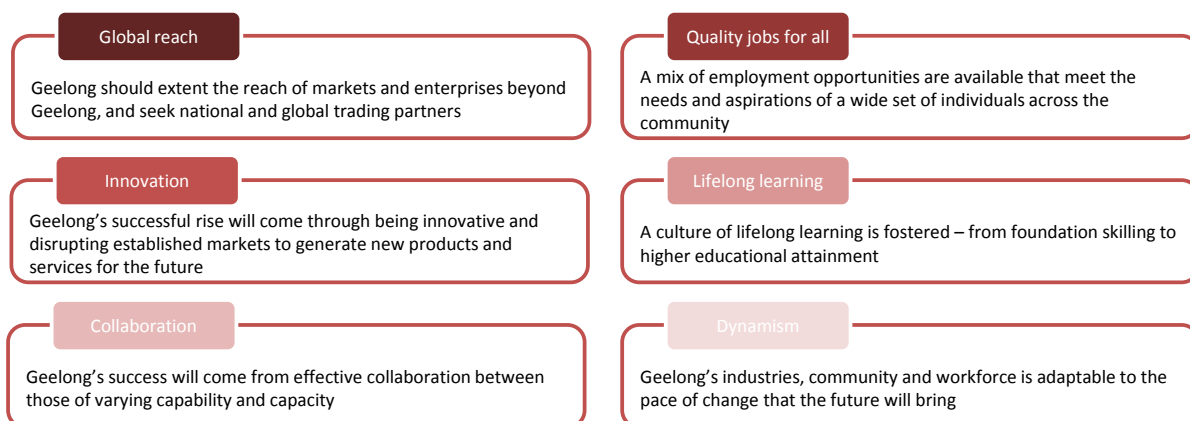 Global reach
Geelong should extent the reach of markets and enterprises beyond
Geelong, and seek national and global trading partners
Quality jobs for all
A mix of employment opportunities are available that meet the
needs and aspirations of a wide set of individuals across the
community
Innovation
Geelong’s successful rise will come through being innovative and
disrupting established markets to generate new products and
services for the future
Lifelong learning
A culture of lifelong learning is fostered – from foundation skilling to
higher educational attainment
Collaboration
Geelong’s success will come from effective collaboration between
those of varying capability and capacity
Dynamism
Geelong’s industries, community and workforce is adaptable to the
pace of change that the future will bring